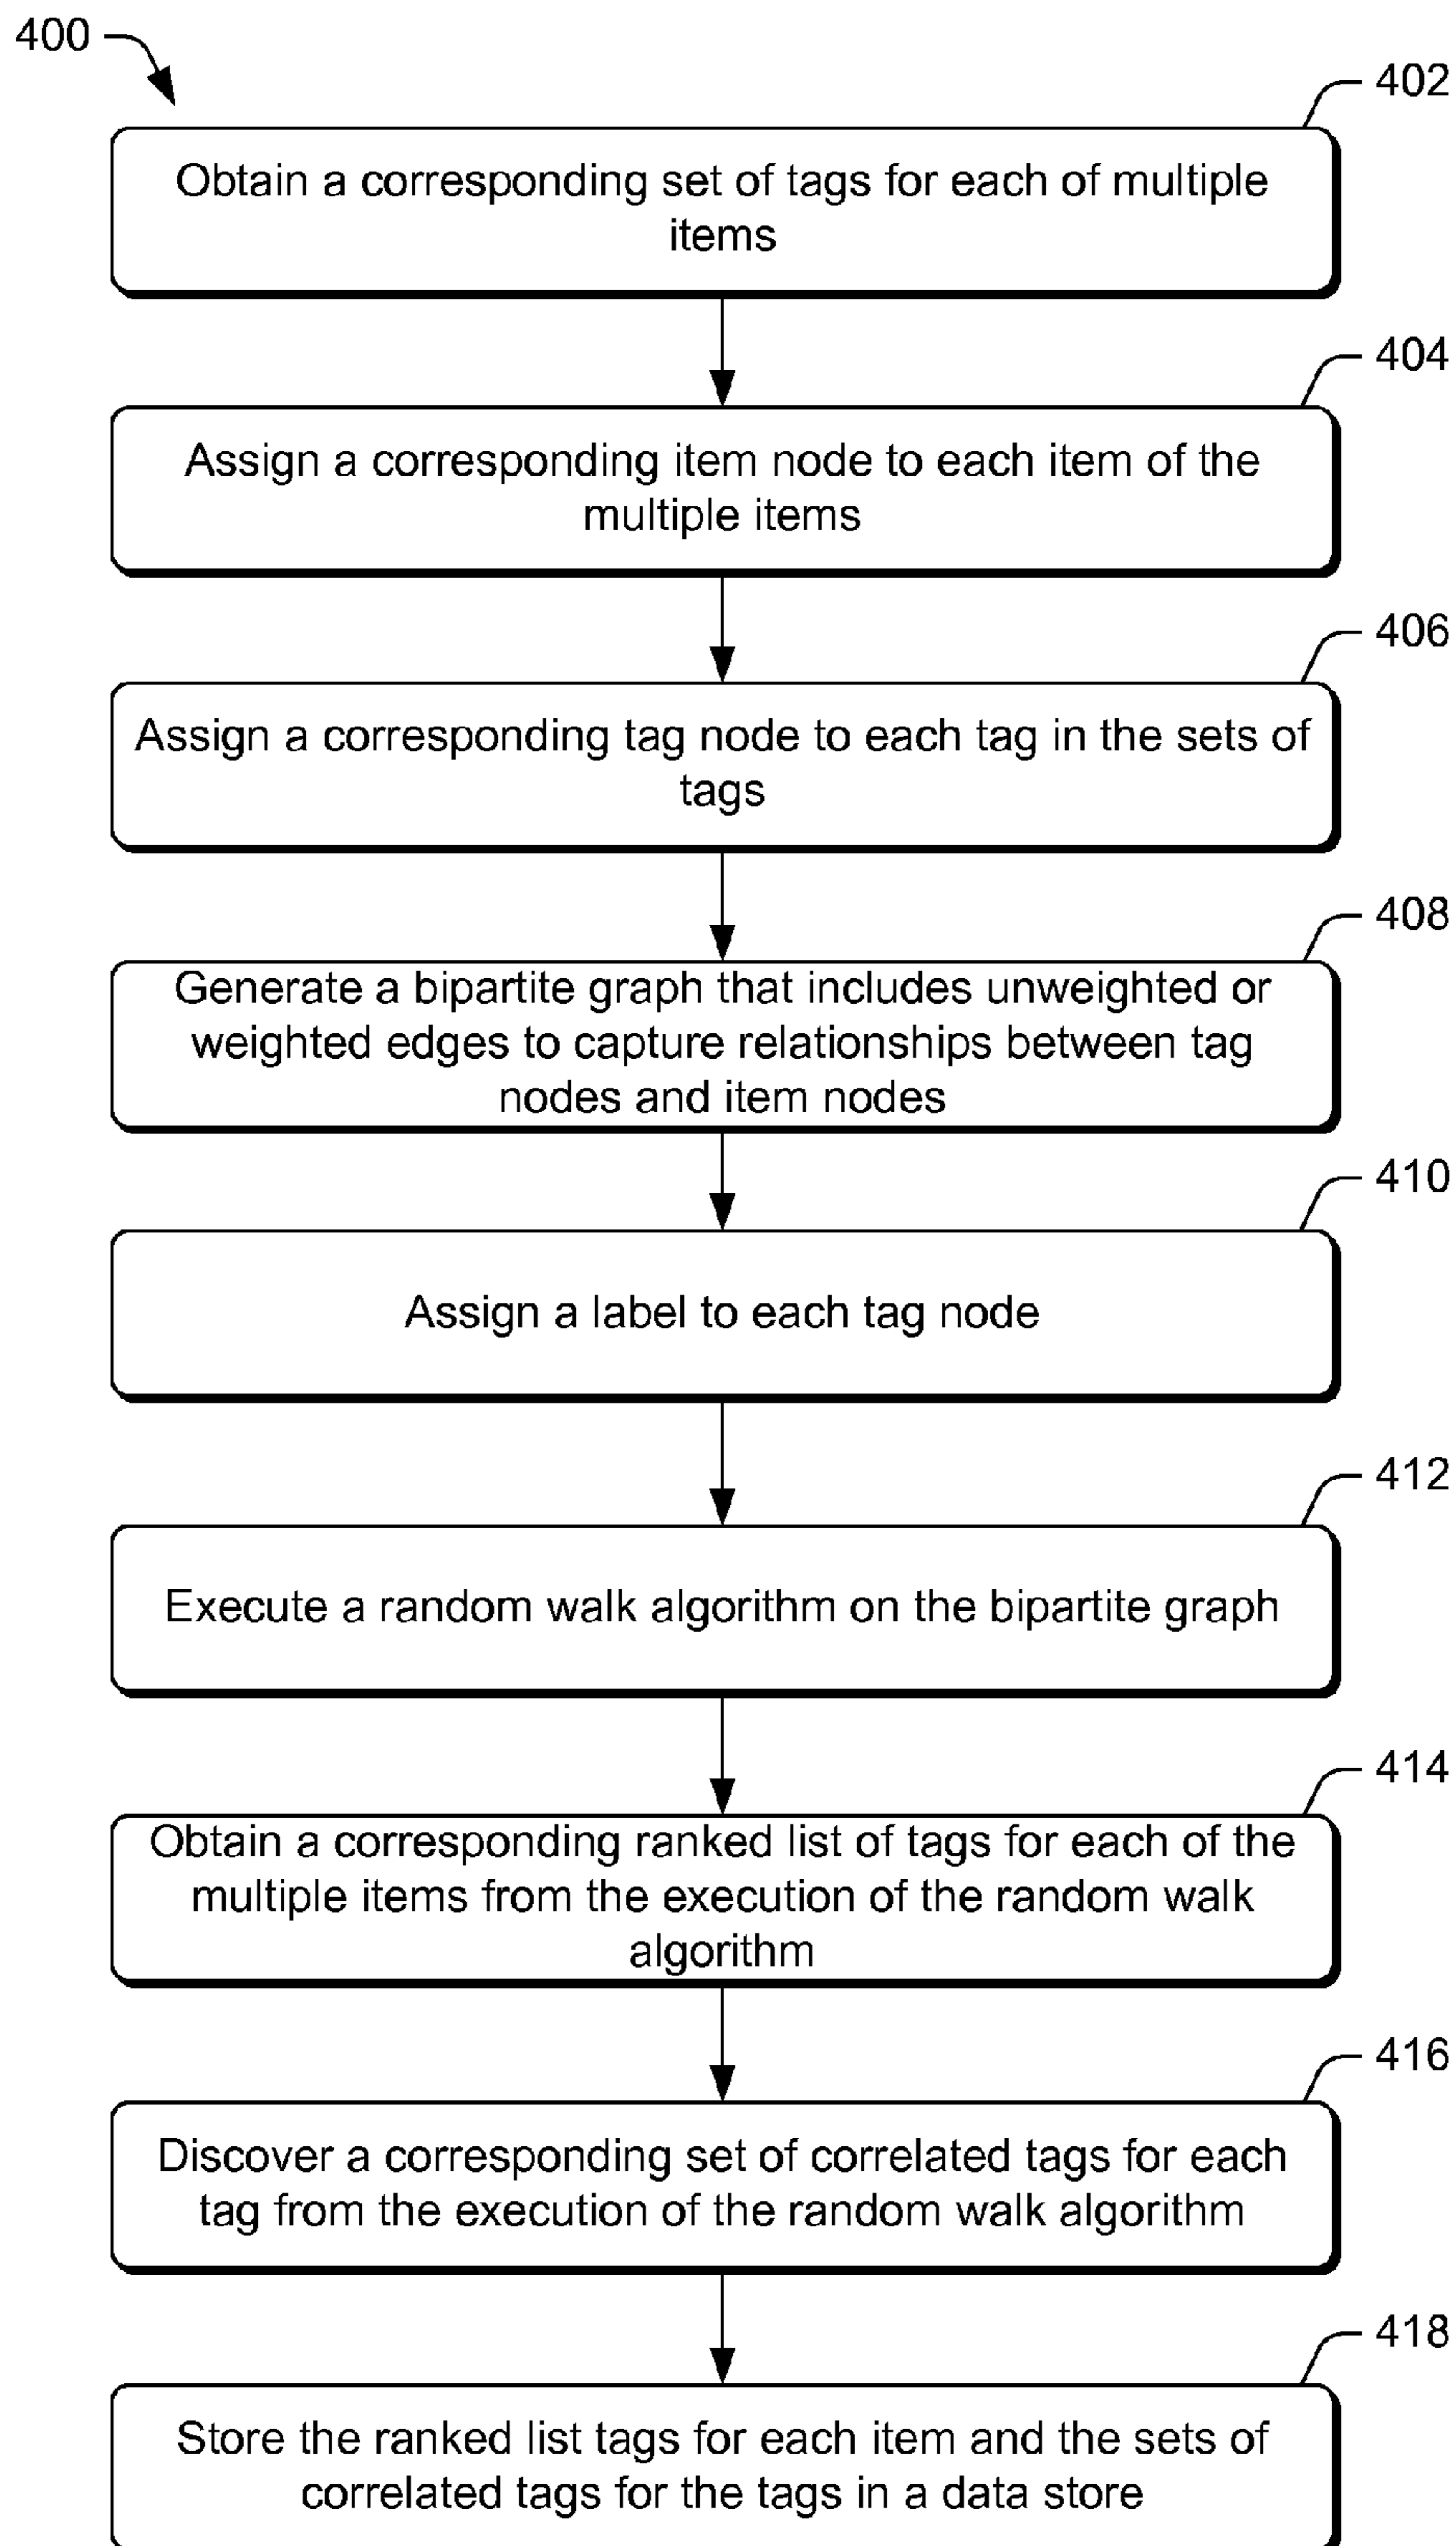 400
402
Obtain a corresponding set of tags for each of multiple
items
404
Assign a corresponding item node to each item of the
multiple items
406
Assign a corresponding tag node to each tag in the sets of
tags
408
Generate a bipartite graph that includes unweighted or
weighted edges to capture relationships between tag
nodes and item nodes
410
Assign a label to each tag node
412
Execute a random walk algorithm on the bipartite graph
414
Obtain a corresponding ranked list of tags for each of the
multiple items from the execution of the random walk
algorithm
416
Discover a corresponding set of correlated tags for each
tag from the execution of the random walk algorithm
418
Store the ranked list tags for each item and the sets of
correlated tags for the tags in a data store